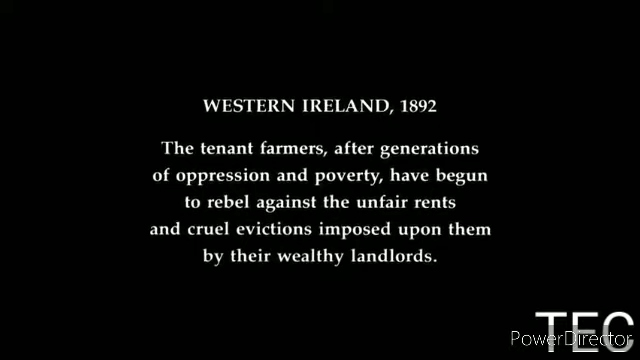 WESTERN IRELAND, 1892
The tenant farmers, after generations
of oppression and poverty, have begun
to rebel against the unfair rents
and cruel evictions imposed upon them
by their wealthy landlords.
TEC
PowerDirector